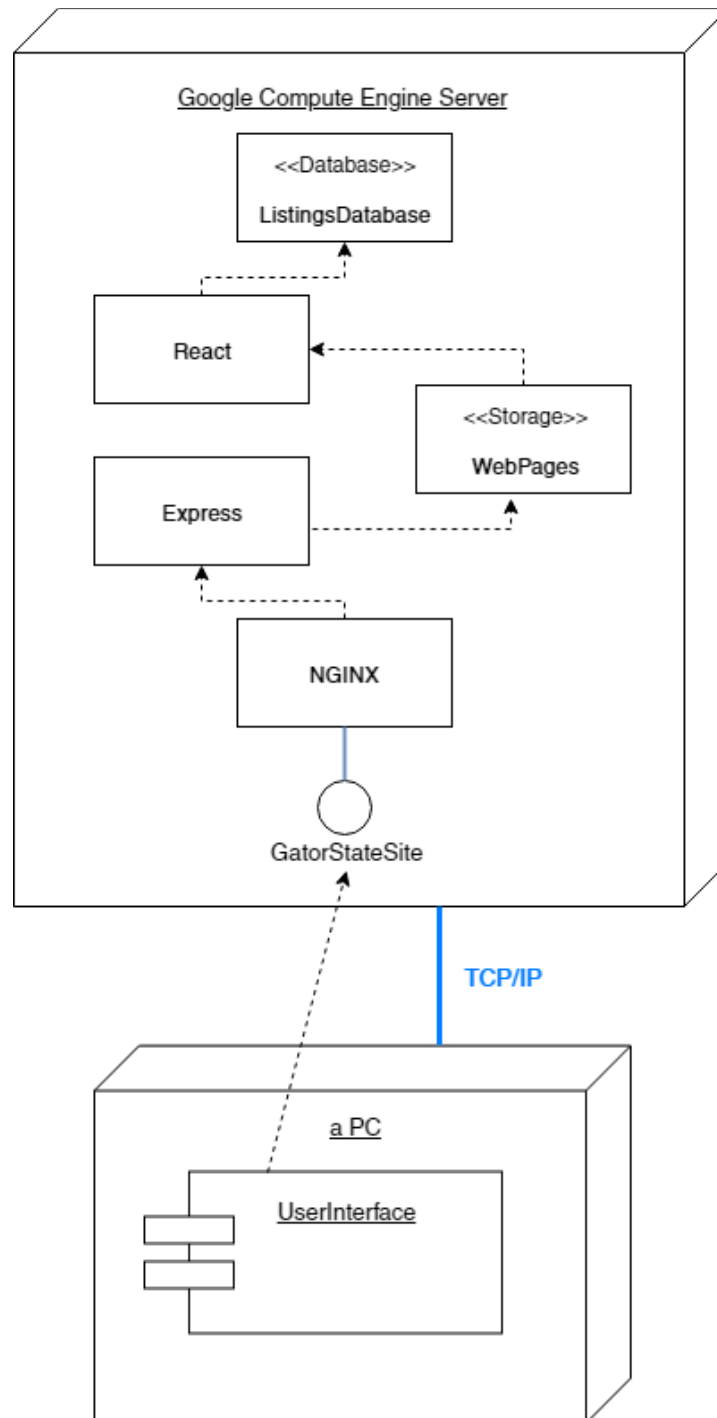 Google Compute Engine Server
<<Database>>
ListingsDatabase
React
<<Storage>>
WebPages
Express
NGINX
GatorStateSite
TCP/IP
a PC
UserInterface